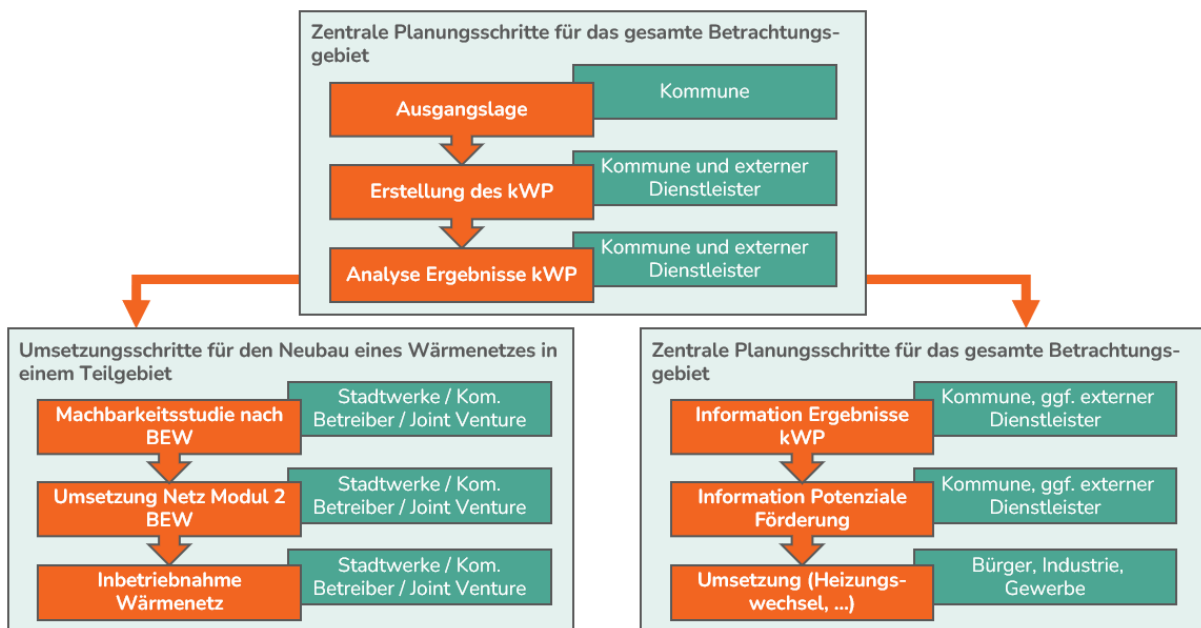 Zentrale Planungsschritte für das gesamte Betrachtungs-
gebiet
Ausgangslage
Kommune
Erstellung des kWP
Kommune und externer
Dienstleister
Analyse Ergebnisse kWP
Kommune und externer
Dienstleister
Umsetzungsschritte für den Neubau eines Wärmenetzes in
einem Teilgebiet
Machbarkeitsstudie nach
BEW
Stadtwerke / Kom.
Betreiber / Joint Venture
Umsetzung Netz Modul 2
BEW
Stadtwerke / Kom.
Betreiber / Joint Venture
Inbetriebnahme
Wärmenetz
Stadtwerke / Kom.
Betreiber / Joint Venture
Zentrale Planungsschritte für das gesamte Betrachtungs-
gebiet
Information Ergebnisse
kWP
Kommune, ggf. externer
Dienstleister
Information Potenziale
Förderung
Kommune, ggf. externer
Dienstleister
Umsetzung (Heizungs-
wechsel, ...)
Bürger, Industrie,
Gewerbe